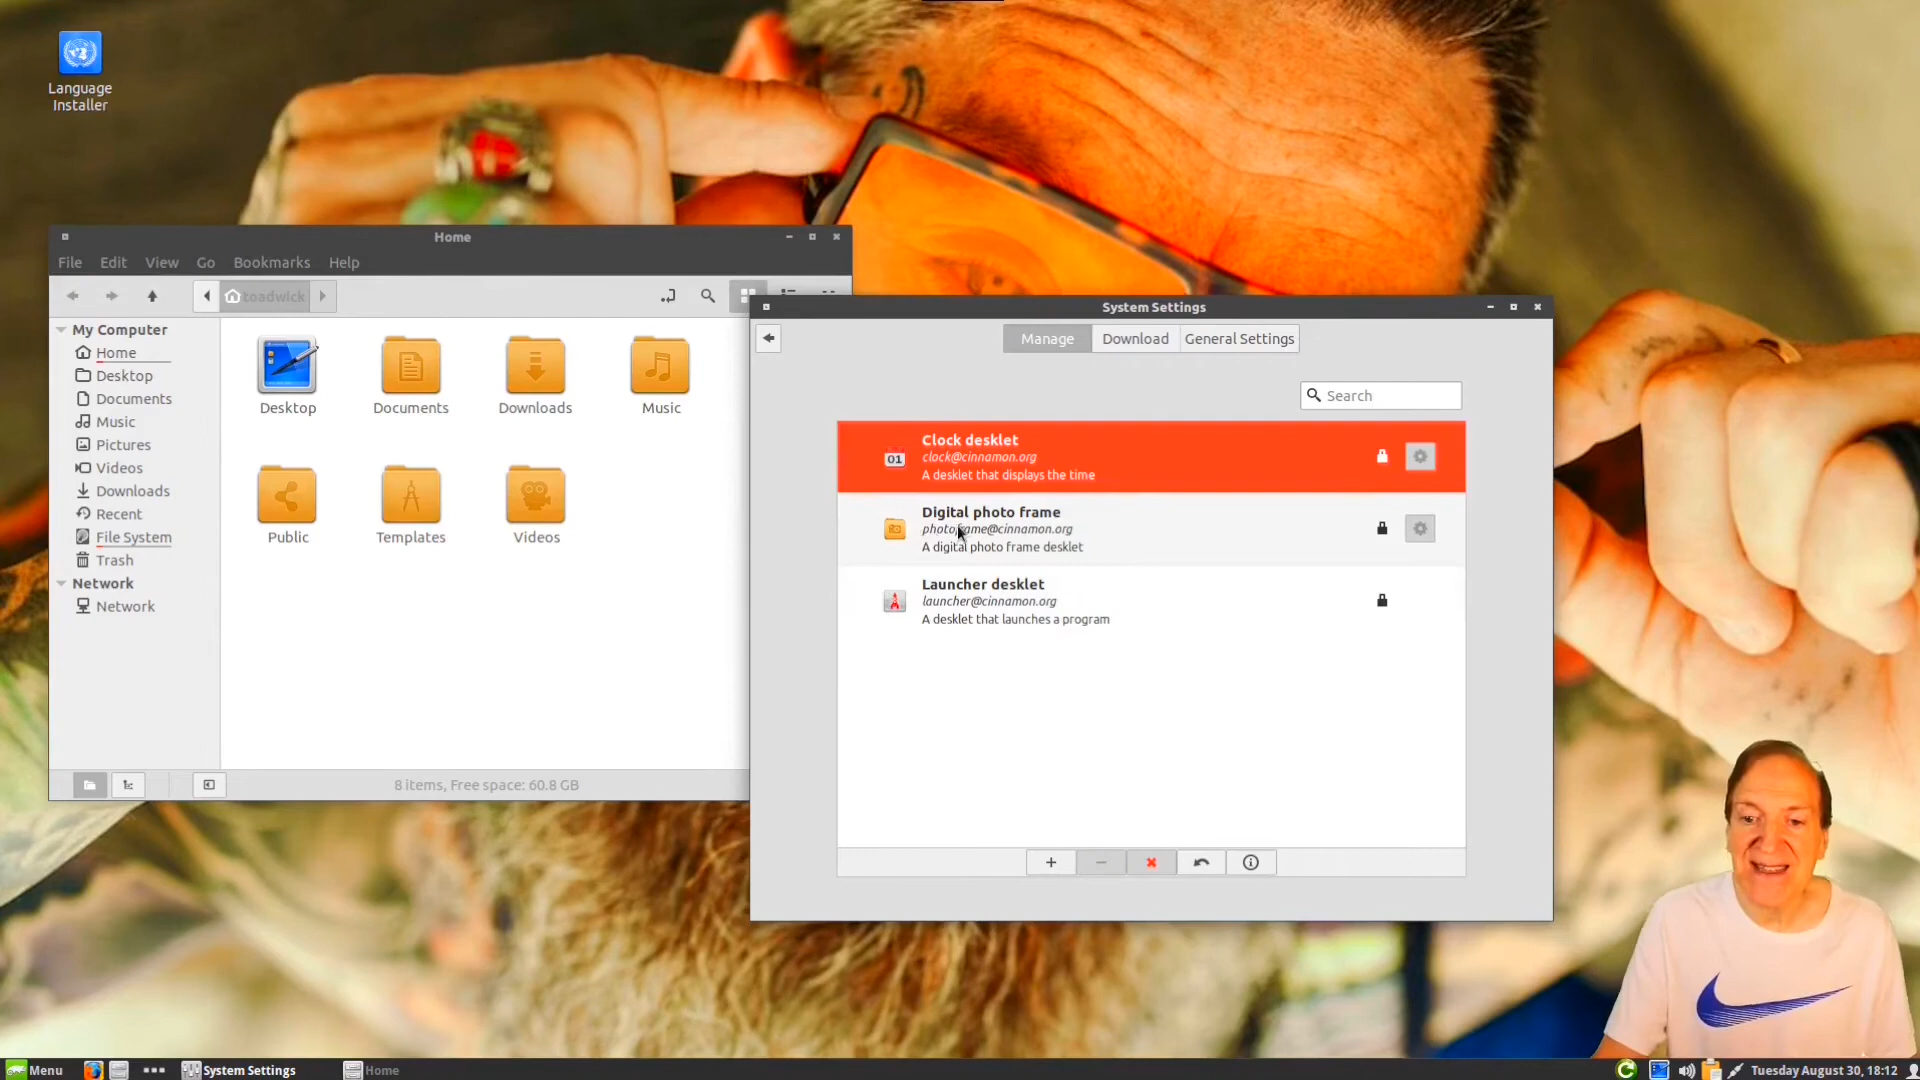 Language
Installer
Home
File Edit View Go Bookmarks Help
toadwick
My Computer
Home
Desktop
Documents
Music
Pictures
Videos
Downloads
Recent
File System
Trash
Network
Network
Desktop
Documents
Downloads
Music
Public
Templates
Videos
8 items, Free space: 60.8 GB
System Settings
Manage Download General Settings
Search
01
Clock desklet
clock@cinnamon.org
A desklet that displays the time
Digital photo frame
photoframe@cinnamon.org
A digital photo frame desklet
Launcher desklet
launcher@cinnamon.org
A desklet that launches a program
Menu
System Settings
Home
Tuesday August 30, 18:12